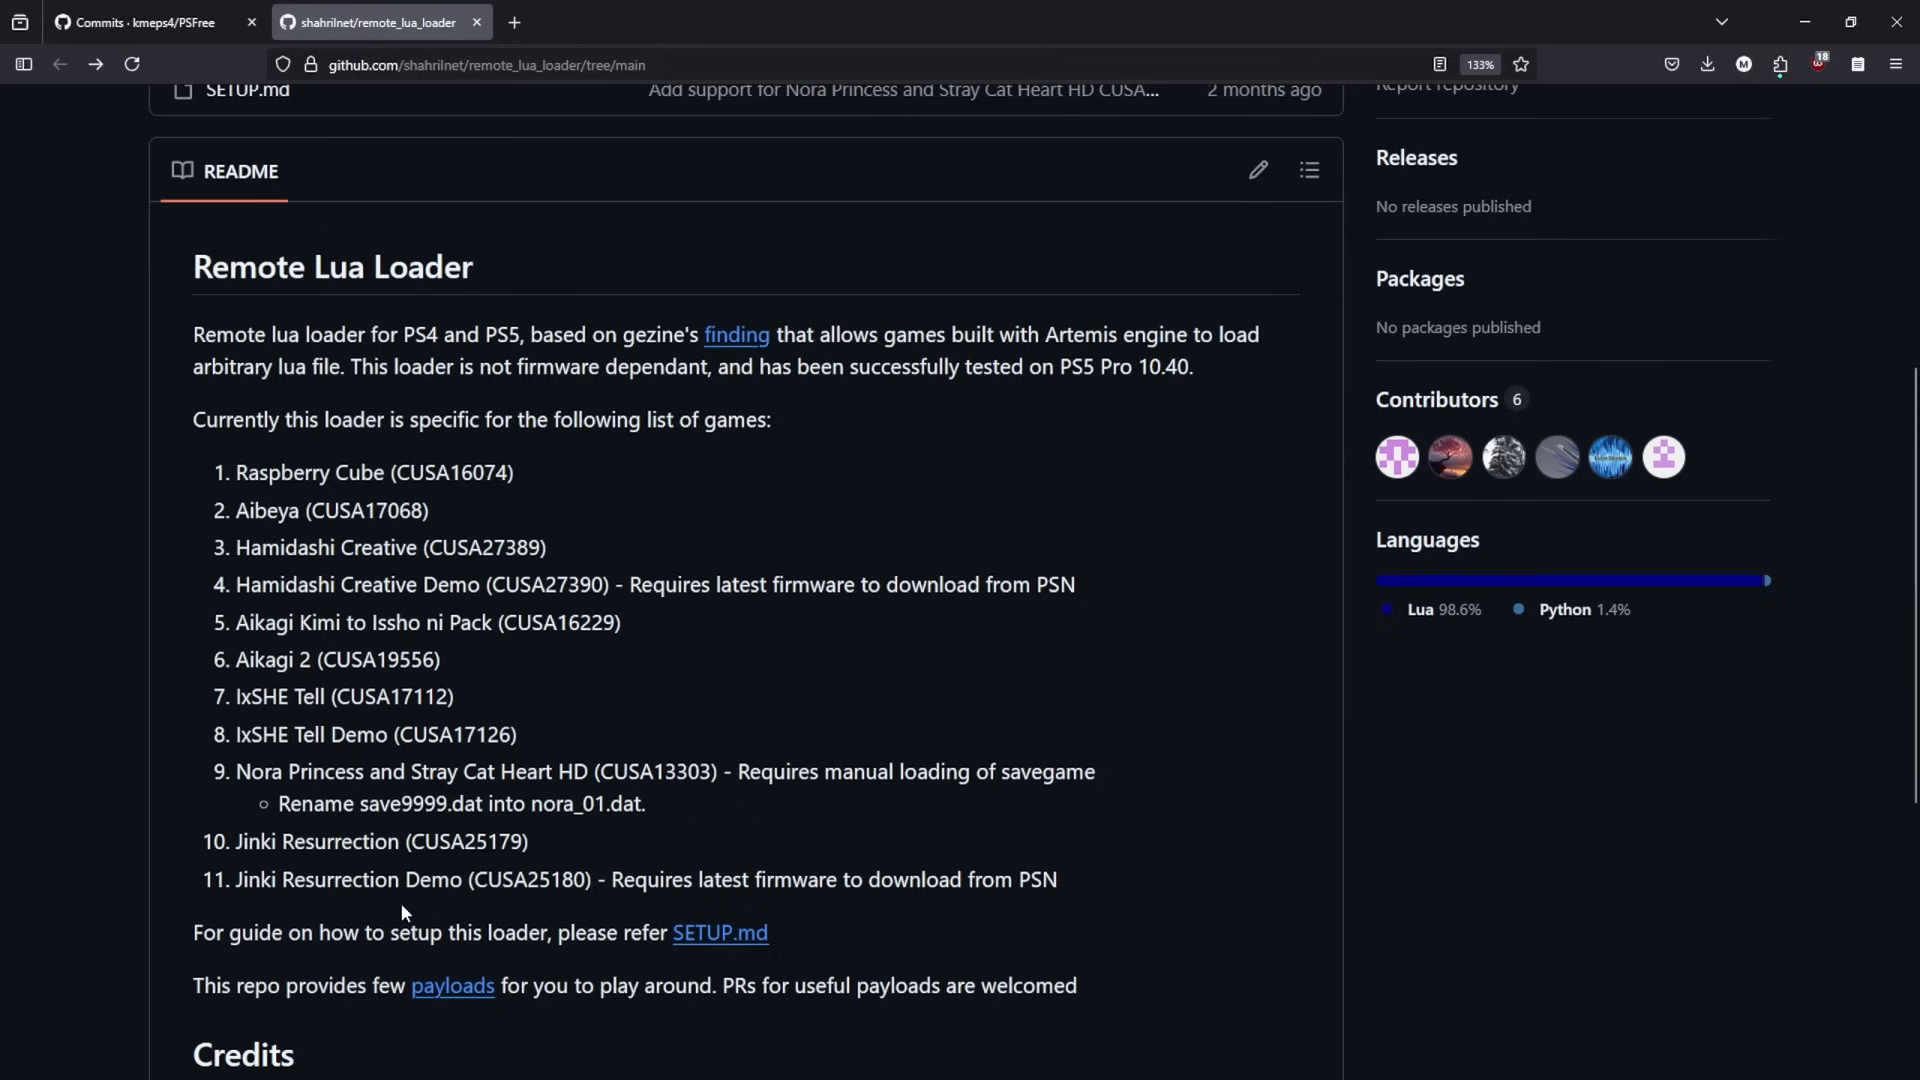 Commits · kmeps4/PSFree
shahrilnet/remote_lua_loader
github.com/shahrilnet/remote_lua_loader/tree/main
133%
18
SETUP.md
Add support for Nora Princess and Stray Cat Heart HD CUSA...
2 months ago
Report repository
README
Remote Lua Loader
Remote lua loader for PS4 and PS5, based on gezine's finding that allows games built with Artemis engine to load
arbitrary lua file. This loader is not firmware dependant, and has been successfully tested on PS5 Pro 10.40.
Currently this loader is specific for the following list of games:
1. Raspberry Cube (CUSA16074)
2. Aibeya (CUSA17068)
3. Hamidashi Creative (CUSA27389)
4. Hamidashi Creative Demo (CUSA27390) - Requires latest firmware to download from PSN
5. Aikagi Kimi to Issho ni Pack (CUSA16229)
6. Aikagi 2 (CUSA19556)
7. IxSHE Tell (CUSA17112)
8. IxSHE Tell Demo (CUSA17126)
9. Nora Princess and Stray Cat Heart HD (CUSA13303) - Requires manual loading of savegame
Rename save9999.dat into nora_01.dat.
10. Jinki Resurrection (CUSA25179)
11. Jinki Resurrection Demo (CUSA25180) - Requires latest firmware to download from PSN
For guide on how to setup this loader, please refer SETUP.md
This repo provides few payloads for you to play around. PRs for useful payloads are welcomed
Credits
Releases
No releases published
Packages
No packages published
Contributors 6
Languages
Lua 98.6% Python 1.4%